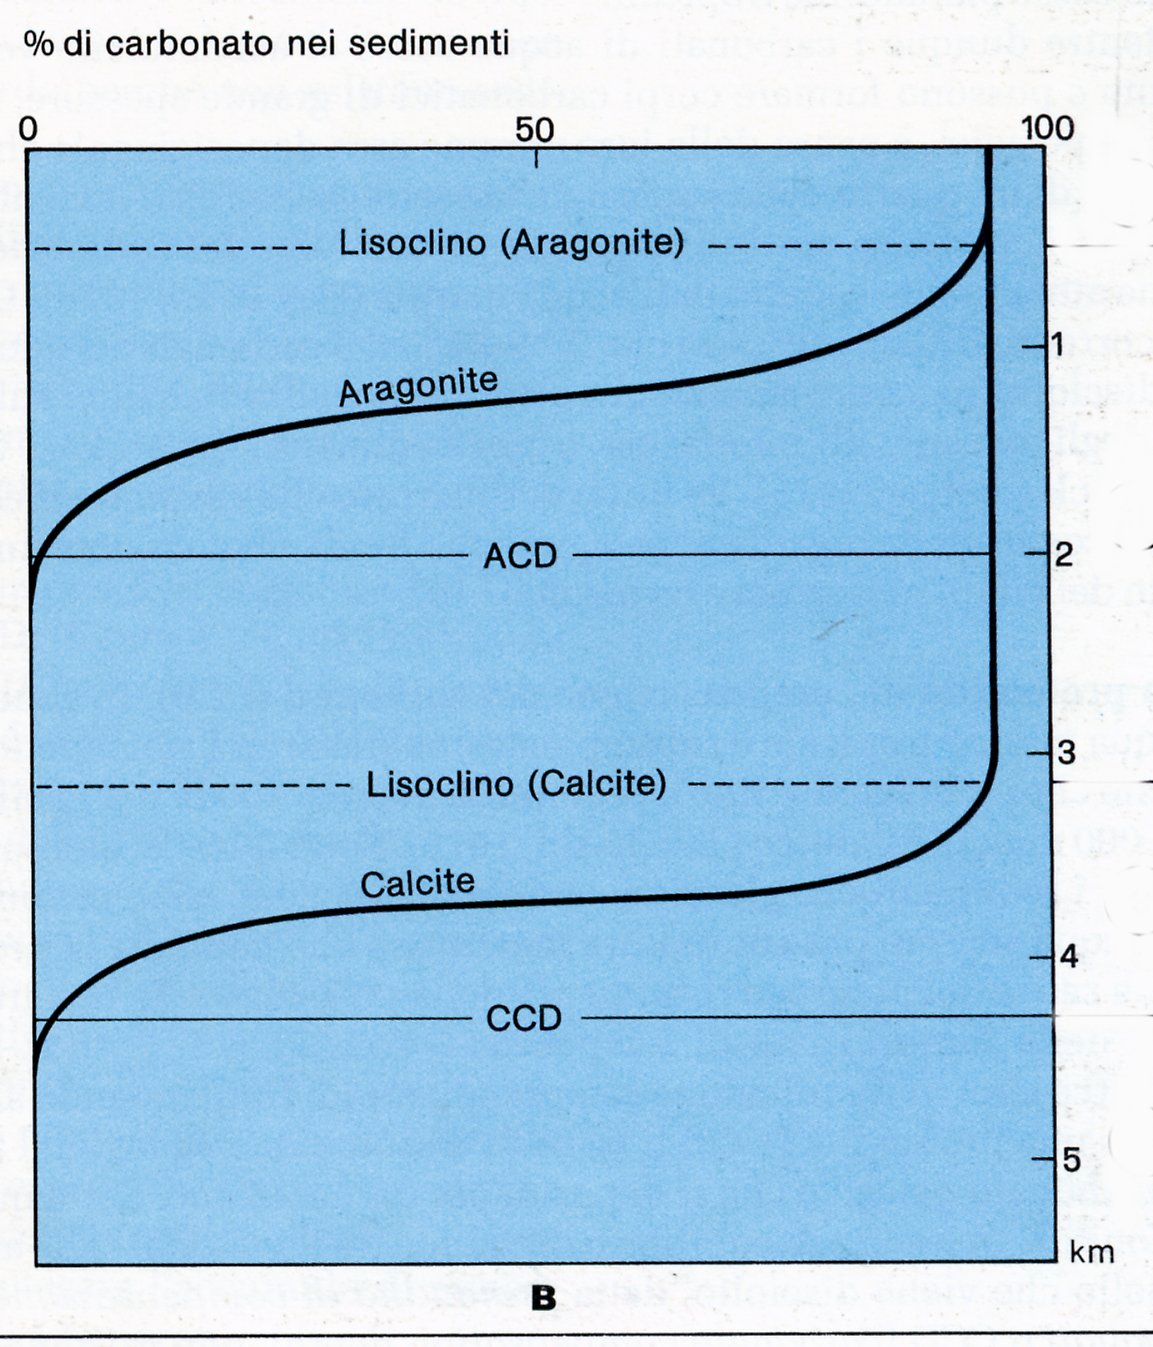 % di carbonato nei sedimenti
0 50 100
Lisoclino (Aragonite)
1
Aragonite
ACD
2
3
Lisoclino (Calcite)
Calcite
4
CCD
5
km
B